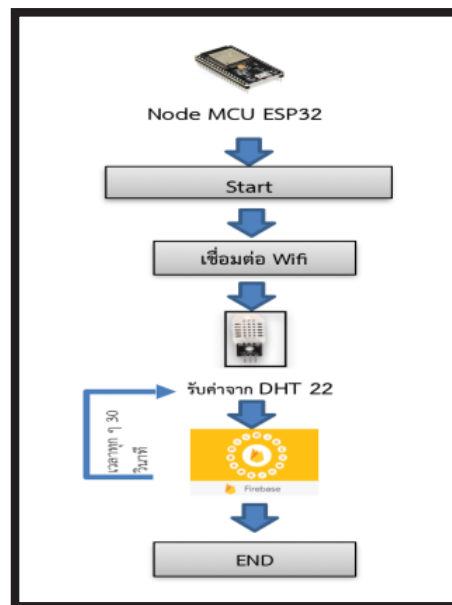 Node MCU ESP32
Start
เชื่อมต่อ Wifi
รับค่าจาก DHT 22
เวลาทุก ๆ 30
วินาที
Firebase
END